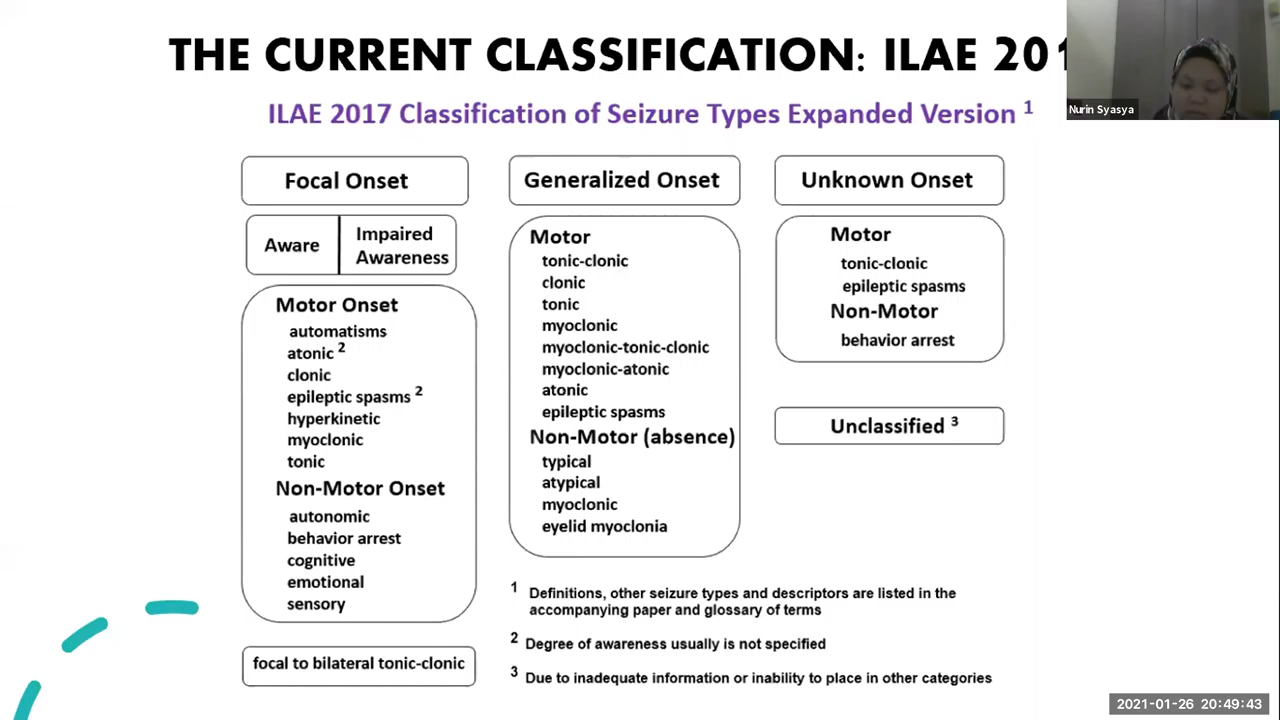 THE CURRENT CLASSIFICATION: ILAE 201
Nurin Syasya
ILAE 2017 Classification of Seizure Types Expanded Version 1
Focal Onset
Aware
Impaired
Awareness
Motor Onset
automatisms
atonic 2
clonic
epileptic spasms 2
hyperkinetic
myoclonic
tonic
Non-Motor Onset
autonomic
behavior arrest
cognitive
emotional
sensory
focal to bilateral tonic-clonic
Generalized Onset
Motor
tonic-clonic
clonic
tonic
myoclonic
myoclonic-tonic-clonic
myoclonic-atonic
atonic
epileptic spasms
Non-Motor (absence)
typical
atypical
myoclonic
eyelid myoclonia
Unknown Onset
Motor
tonic-clonic
epileptic spasms
Non-Motor
behavior arrest
Unclassified 3
1 Definitions, other seizure types and descriptors are listed in the
accompanying paper and glossary of terms
2 Degree of awareness usually is not specified
3 Due to inadequate information or inability to place in other categories
2021-01-26 20:49:43